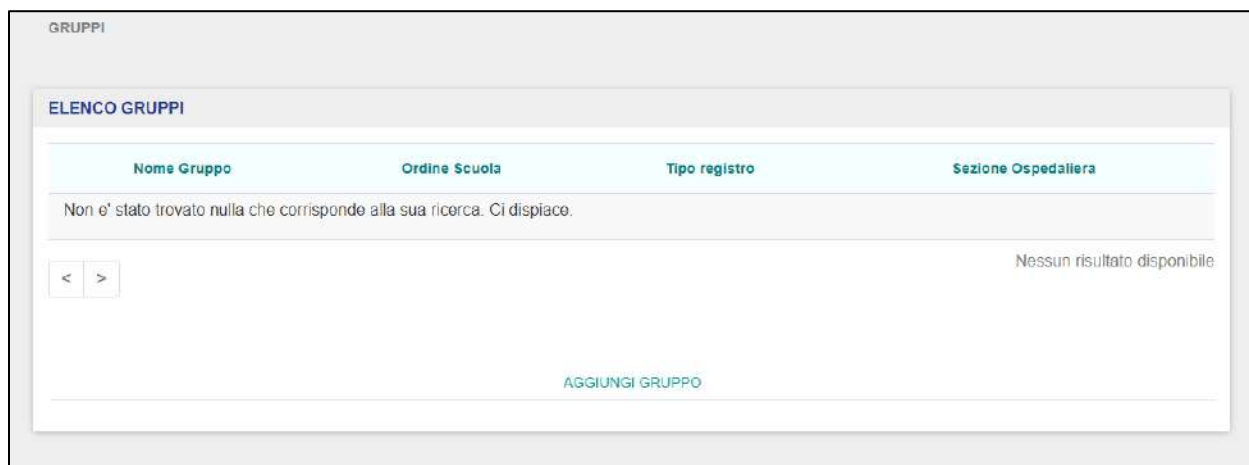 GRUPPI
ELENCO GRUPPI
Nome Gruppo Ordine Scuola Tipo registro Sezione Ospedaliera
Non e' stato trovato nulla che corrisponde alla sua ricerca. Ci dispiace.
Nessun risultato disponibile
< >
AGGIUNGI GRUPPO